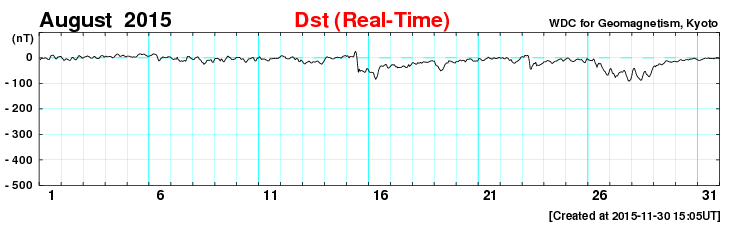 August 2015
Dst (Real-Time)
WDC for Geomagnetism, Kyoto
(nT)
0
- 100
- 200
- 300
- 400
- 500
1 6 11 16 21 26 31
[Created at 2015-11-30 15:05UT]